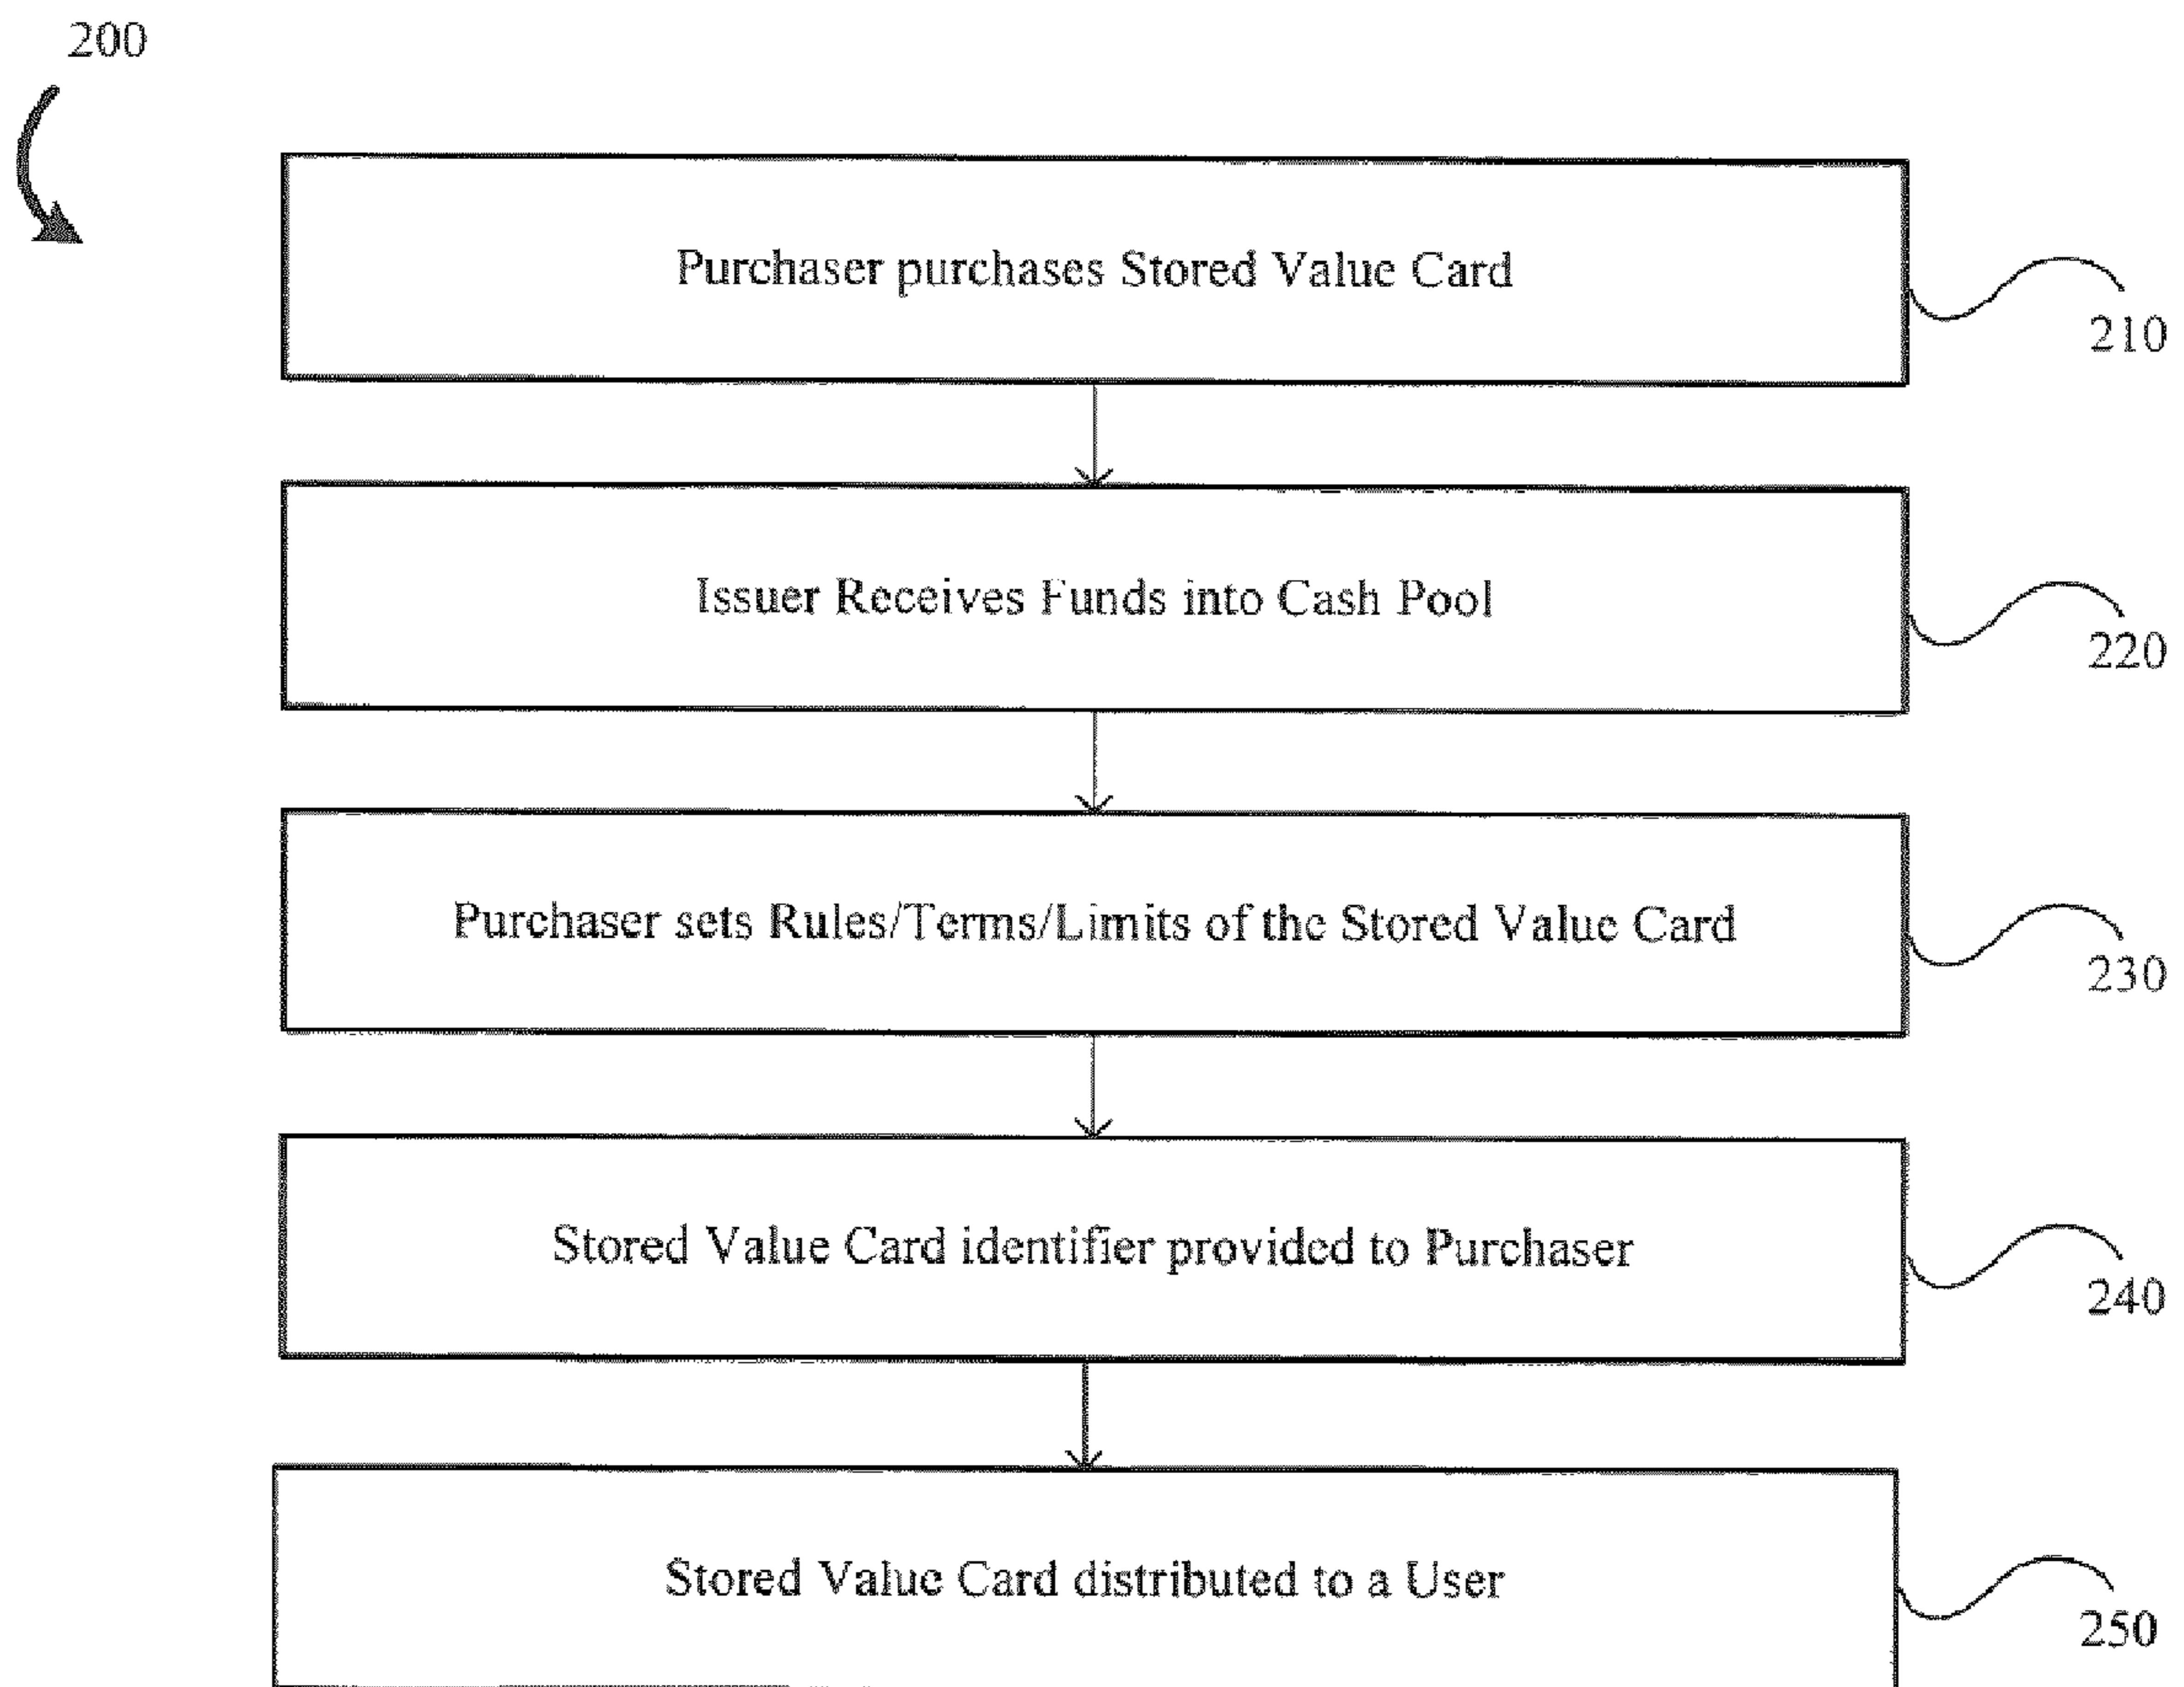 200
Purchaser purchases Stored Value Card
210
Issuer Receives Funds into Cash Pool
220
Purchaser sets Rules/Terms/Limits of the Stored Value Card
230
Stored Value Card identifier provided to Purchaser
240
Stored Value Card distributed to a User
250